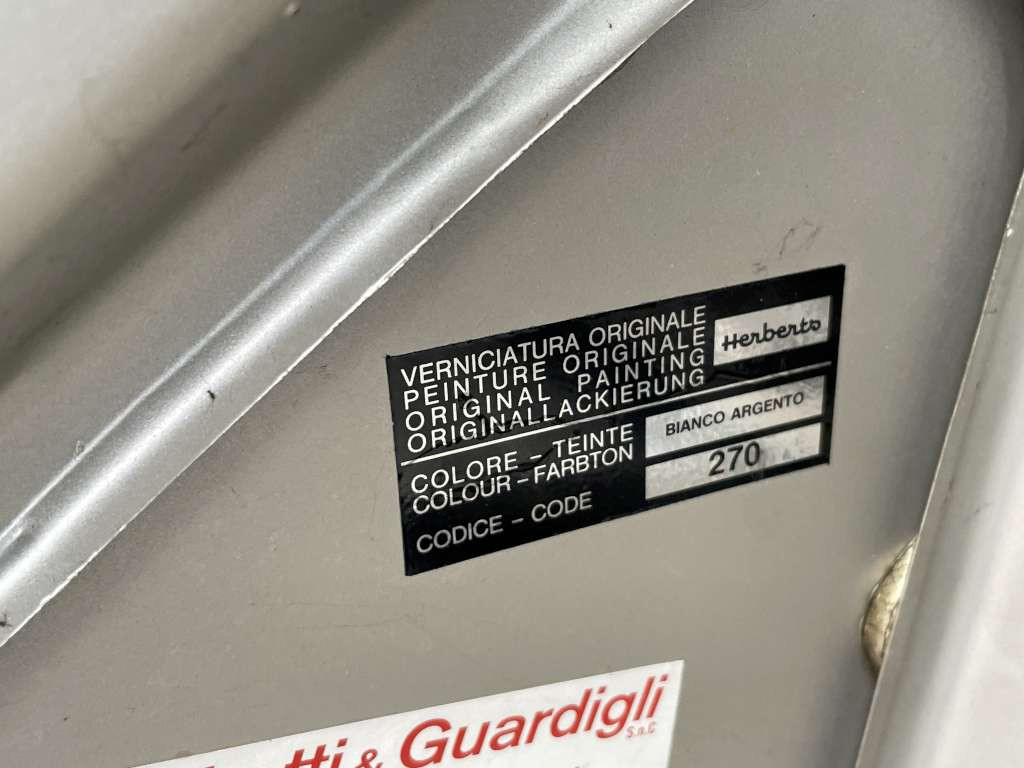 VERNICIATURA ORIGINALE
PEINTURE ORIGINALE
ORIGINAL PAINTING
ORIGINALLACKIERUNG
Herberts
COLORE - TEINTE
COLOUR - FARBTON
BIANCO ARGENTO
CODICE - CODE
270
& Guardigli
S.n.C